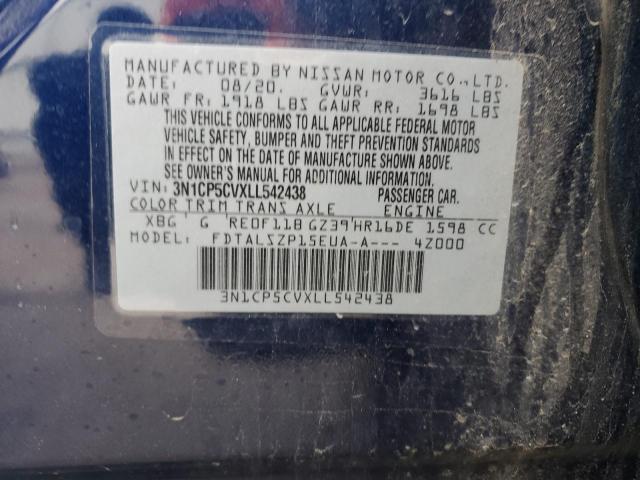 MANUFACTURED BY NISSAN MOTOR CO., LTD.
DATE: 08/20. GVWR: 3616 LBS
GAWR FR: 1918 LBS GAWR RR: 1698 LBS
THIS VEHICLE CONFORMS TO ALL APPLICABLE FEDERAL MOTOR
VEHICLE SAFETY, BUMPER AND THEFT PREVENTION STANDARDS
IN EFFECT ON THE DATE OF MANUFACTURE SHOWN ABOVE.
SEE OWNER'S MANUAL FOR ADDITIONAL INFORMATION.
VIN: 3N1CP5CVXLL542438 PASSENGER CAR.
COLOR TRIM TRANS AXLE ENGINE
XBG G RE0F11B GZ39 HR16DE 1598 CC
MODEL: FDTALSZP15EUA-A--- 4Z000
3N1CP5CVXLL542438